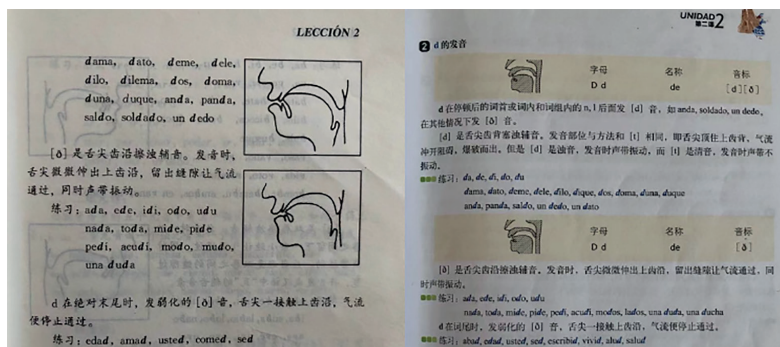 LECCIÓN 2
dama, dato, deme, dele,
dilo, dilema, dos, doma,
duna, duque, anda, panda,
saldo, soldado, un dedo
[ð] 是舌尖齿沿擦浊辅音。发音时，
舌尖微微伸出上齿沿，留出缝隙让气流
通过，同时声带振动。
练习：ada, ede, idi, odo, udu
nada, toda, mide, pide
pedi, acudi, modo, mudo,
una duda
d 在绝对末尾时，发弱化的 [ð] 音，舌尖一接触上齿沿，气流
便停止通过。
练习：edad, amad, usted, comed, sed
UNIDAD 2
第二课
2 d 的发音
字母 名称 音标
D d de [d][ð]
d 在停顿后的词首或词内和词组内的 n, l 后面发 [d] 音，如 anda, soldado, un dedo,
在其他情况下发 [ð] 音。
[d] 是舌尖齿背塞浊辅音。发音部位与方法和 [t] 相同，即舌尖顶住上齿背，气流
冲开阻碍，爆破而出。但是 [d] 是浊音，发音时声带振动，而 [t] 是清音，发音时声带不
振动。
练习：da, de, di, do, du
dama, dato, deme, dele, dilo, dique, dos, doma, duna, duque
anda, panda, saldo, un dedo, un dato
字母 名称 音标
D d de [ð]
[ð] 是舌尖齿沿擦浊辅音，发音时，舌尖微微伸出上齿沿，留出缝隙让气流通过，同
时声带振动。
练习：ada, ede, idi, odo, udu
nada, toda, mide, pide, pedi, acudi, modos, lados, una duda, una ducha
d 在词尾时，发弱化的 [ð] 音，舌尖一接触上齿沿，气流便停止通过。
练习：abad, edad, usted, sed, escribid, vivid, alud, salud